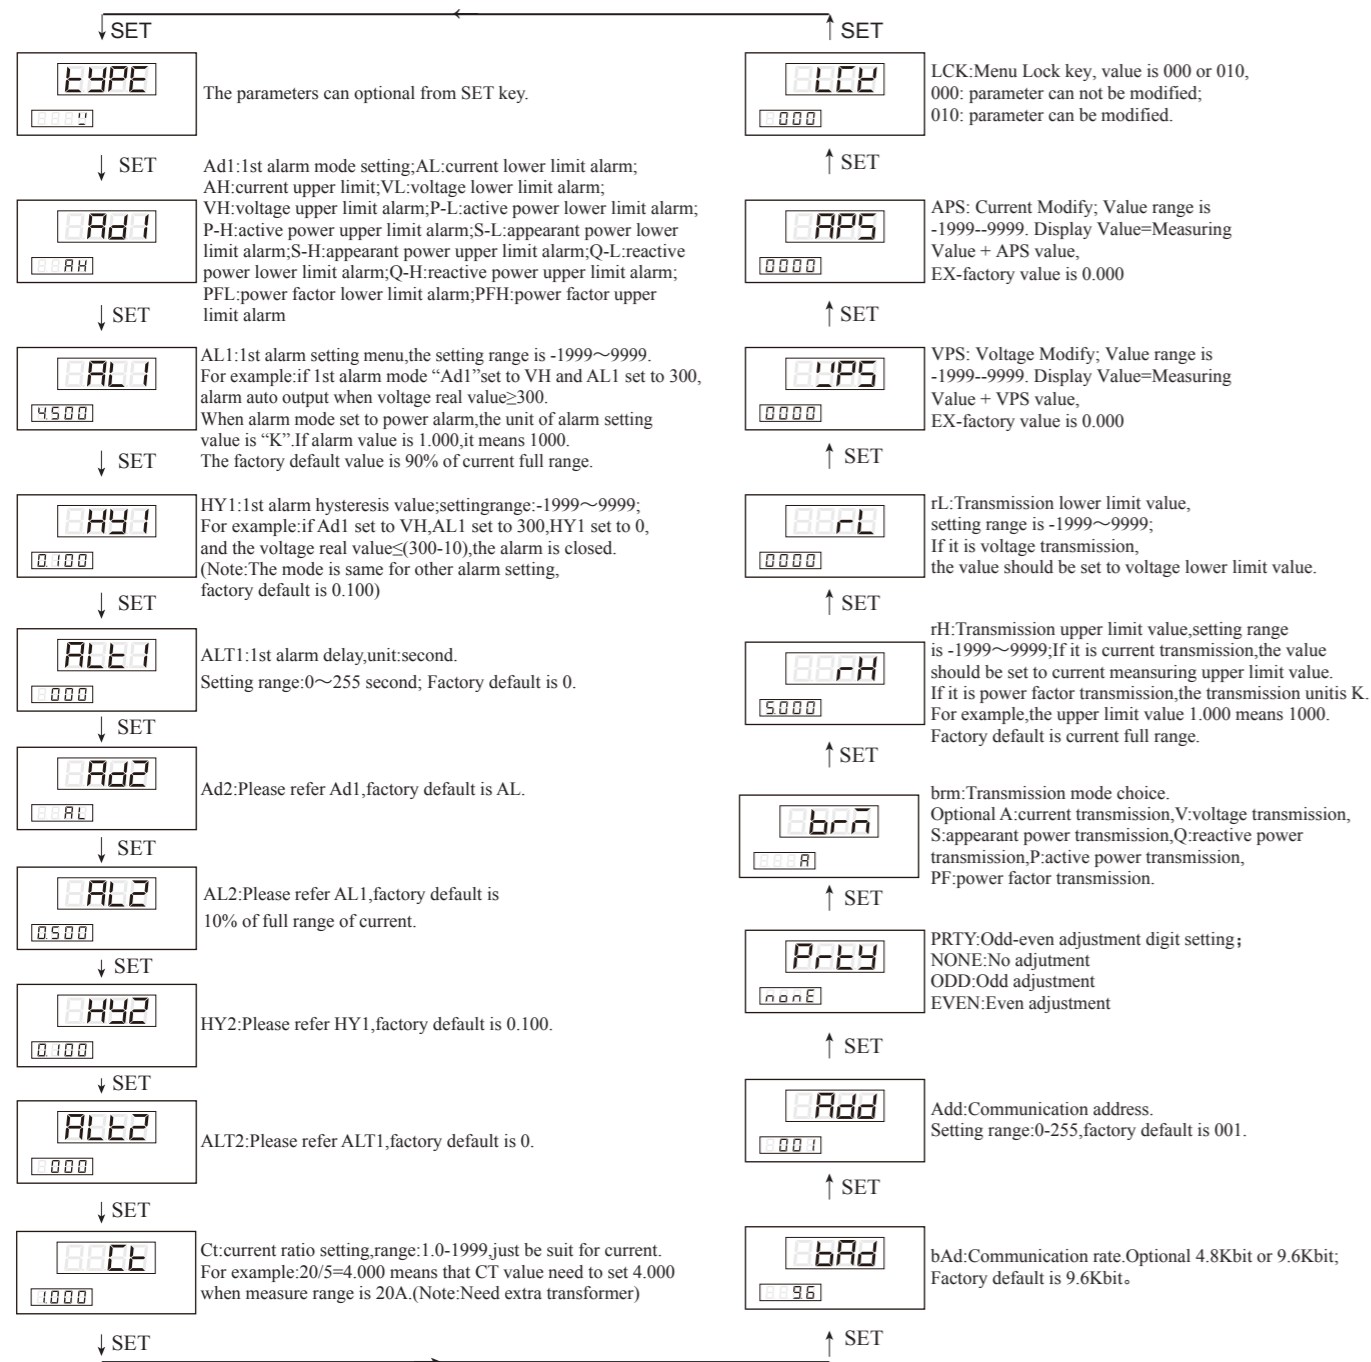 SET
tYPE
V
The parameters can optional from SET key.
SET
Ad1:1st alarm mode setting;AL:current lower limit alarm;
AH:current upper limit;VL:voltage lower limit alarm;
VH:voltage upper limit alarm;P-L:active power lower limit alarm;
P-H:active power upper limit alarm;S-L:appearant power lower
limit alarm;S-H:appearant power upper limit alarm;Q-L:reactive
power lower limit alarm;Q-H:reactive power upper limit alarm;
PFL:power factor lower limit alarm;PFH:power factor upper
limit alarm
Ad1
AH
SET
AL1
4.500
AL1:1st alarm setting menu,the setting range is -1999～9999.
For example:if 1st alarm mode “Ad1”set to VH and AL1 set to 300,
alarm auto output when voltage real value≥300.
When alarm mode set to power alarm,the unit of alarm setting
value is “K”.If alarm value is 1.000,it means 1000.
The factory default value is 90% of current full range.
SET
HY1
0.100
HY1:1st alarm hysteresis value;settingrange:-1999～9999;
For example:if Ad1 set to VH,AL1 set to 300,HY1 set to 0,
and the voltage real value≤(300-10),the alarm is closed.
(Note:The mode is same for other alarm setting,
factory default is 0.100)
SET
ALt1
000
ALT1:1st alarm delay,unit:second.
Setting range:0～255 second; Factory default is 0.
SET
Ad2
AL
Ad2:Please refer Ad1,factory default is AL.
SET
AL2
0.500
AL2:Please refer AL1,factory default is
10% of full range of current.
SET
HY2
0.100
HY2:Please refer HY1,factory default is 0.100.
SET
ALt2
000
ALT2:Please refer ALT1,factory default is 0.
SET
Ct
1.000
Ct:current ratio setting,range:1.0-1999,just be suit for current.
For example:20/5=4.000 means that CT value need to set 4.000
when measure range is 20A.(Note:Need extra transformer)
SET
SET
LCK
000
LCK:Menu Lock key, value is 000 or 010,
000: parameter can not be modified;
010: parameter can be modified.
SET
APS
0000
APS: Current Modify; Value range is
-1999--9999. Display Value=Measuring
Value + APS value,
EX-factory value is 0.000
SET
VPS
0000
VPS: Voltage Modify; Value range is
-1999--9999. Display Value=Measuring
Value + VPS value,
EX-factory value is 0.000
SET
rL
0000
rL:Transmission lower limit value,
setting range is -1999～9999;
If it is voltage transmission,
the value should be set to voltage lower limit value.
SET
rH
5.000
rH:Transmission upper limit value,setting range
is -1999～9999;If it is current transmission,the value
should be set to current meansuring upper limit value.
If it is power factor transmission,the transmission unitis K.
For example,the upper limit value 1.000 means 1000.
Factory default is current full range.
SET
brm
A
brm:Transmission mode choice.
Optional A:current transmission,V:voltage transmission,
S:appearant power transmission,Q:reactive power
transmission,P:active power transmission,
PF:power factor transmission.
SET
PrtY
nonE
PRTY:Odd-even adjustment digit setting；
NONE:No adjutment
ODD:Odd adjustment
EVEN:Even adjustment
SET
Add
001
Add:Communication address.
Setting range:0-255,factory default is 001.
SET
bAd
9.6
bAd:Communication rate.Optional 4.8Kbit or 9.6Kbit;
Factory default is 9.6Kbit。
SET